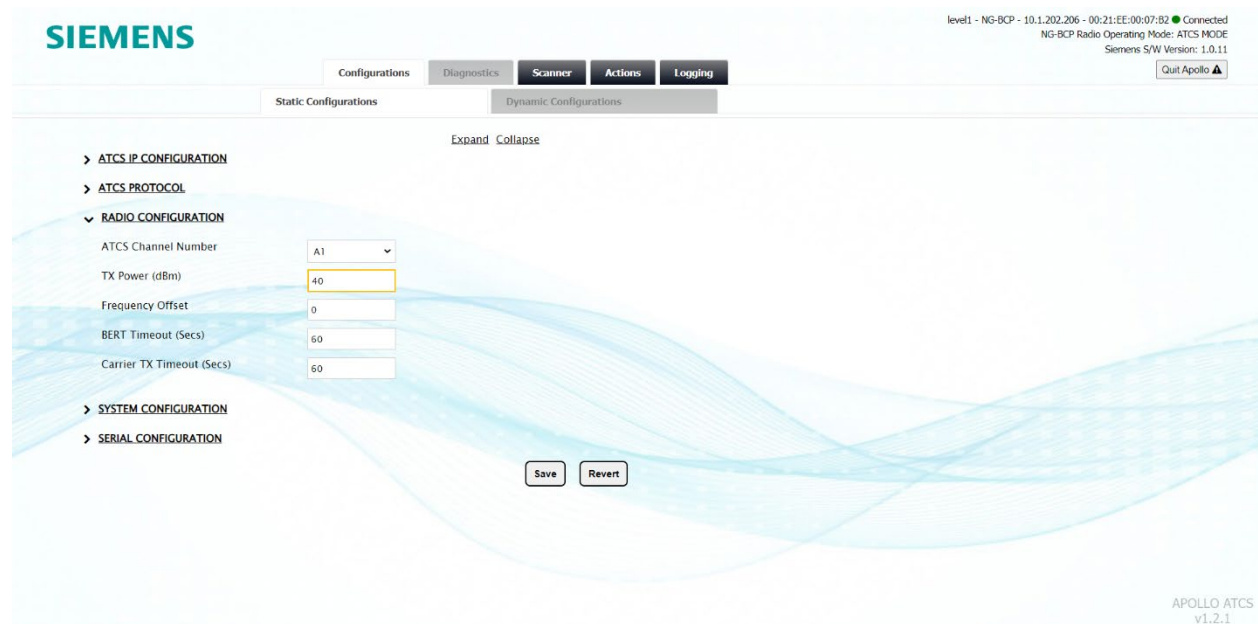 SIEMENS
level1 - NG-BCP - 10.1.202.206 - 00:21:EE:00:07:B2 Connected
NG-BCP Radio Operating Mode: ATCS MODE
Siemens S/W Version: 1.0.11
Quit Apollo
Configurations Diagnostics Scanner Actions Logging
Static Configurations Dynamic Configurations
Expand Collapse
ATCS IP CONFIGURATION
ATCS PROTOCOL
RADIO CONFIGURATION
ATCS Channel Number A1
TX Power (dBm) 40
Frequency Offset 0
BERT Timeout (Secs) 60
Carrier TX Timeout (Secs) 60
SYSTEM CONFIGURATION
SERIAL CONFIGURATION
Save Revert
APOLLO ATCS
v1.2.1